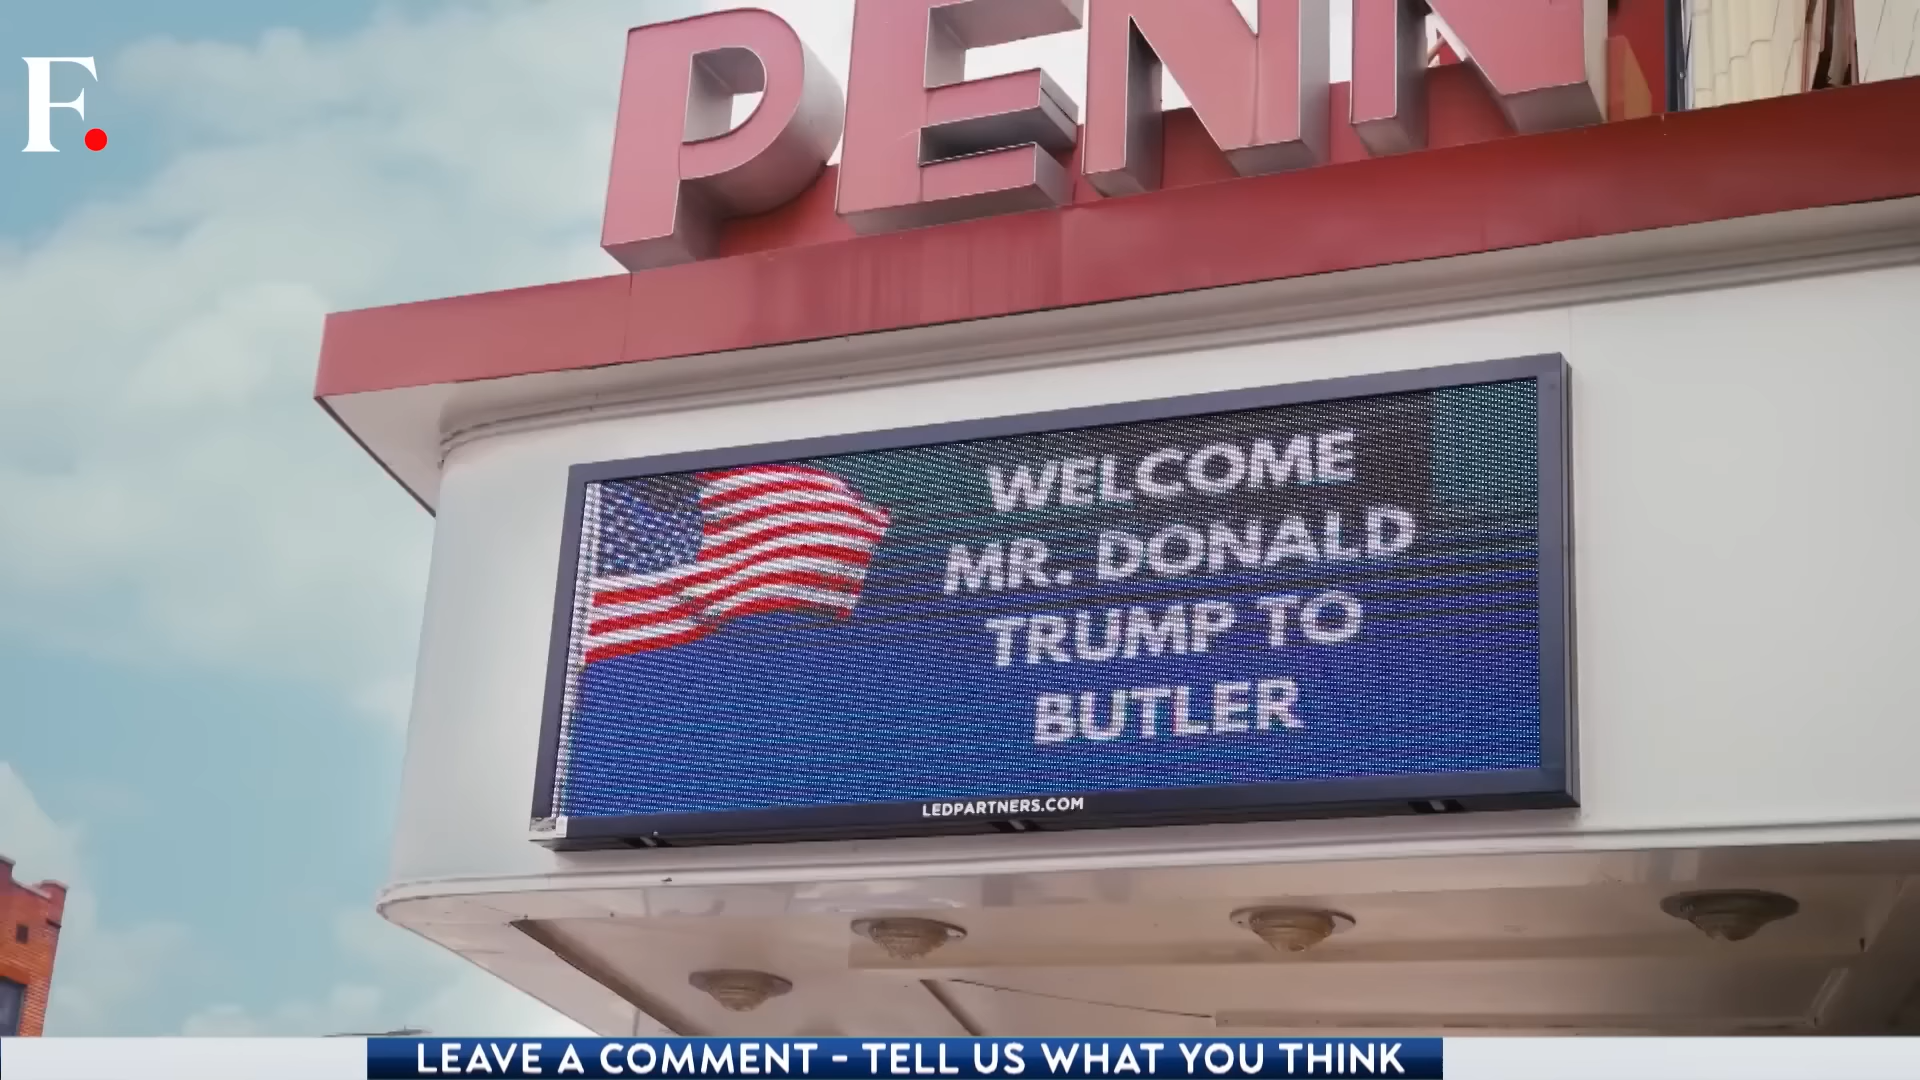 F.
PENN
WELCOME
MR. DONALD
TRUMP TO
BUTLER
LEDPARTNERS.COM
LEAVE A COMMENT - TELL US WHAT YOU THINK